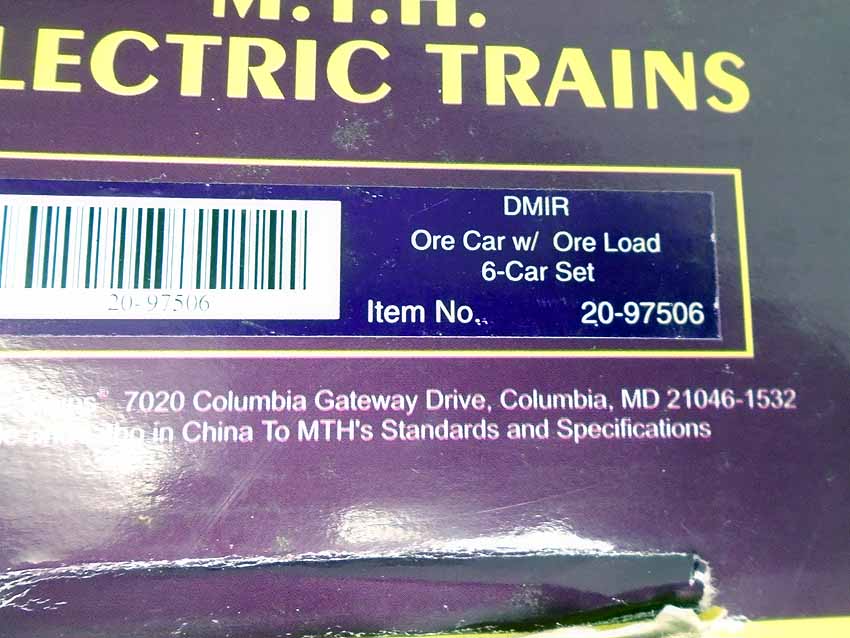 M.T.H.
LECTRIC TRAINS
DMIR
Ore Car w/ Ore Load
6-Car Set
20-97506
Item No. 20-97506
7020 Columbia Gateway Drive, Columbia, MD 21046-1532
in China To MTH's Standards and Specifications